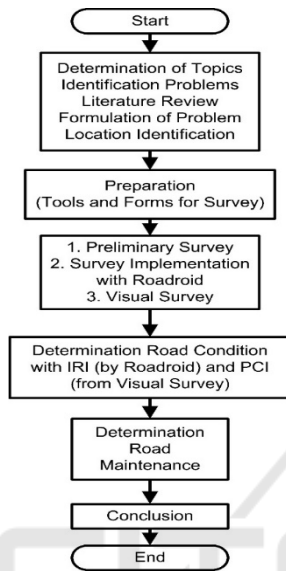 Start
Determination of Topics
Identification Problems
Literature Review
Formulation of Problem
Location Identification
Preparation
(Tools and Forms for Survey)
1. Preliminary Survey
2. Survey Implementation
with Roadroid
3. Visual Survey
Determination Road Condition
with IRI (by Roadroid) and PCI
(from Visual Survey)
Determination
Road
Maintenance
Conclusion
End